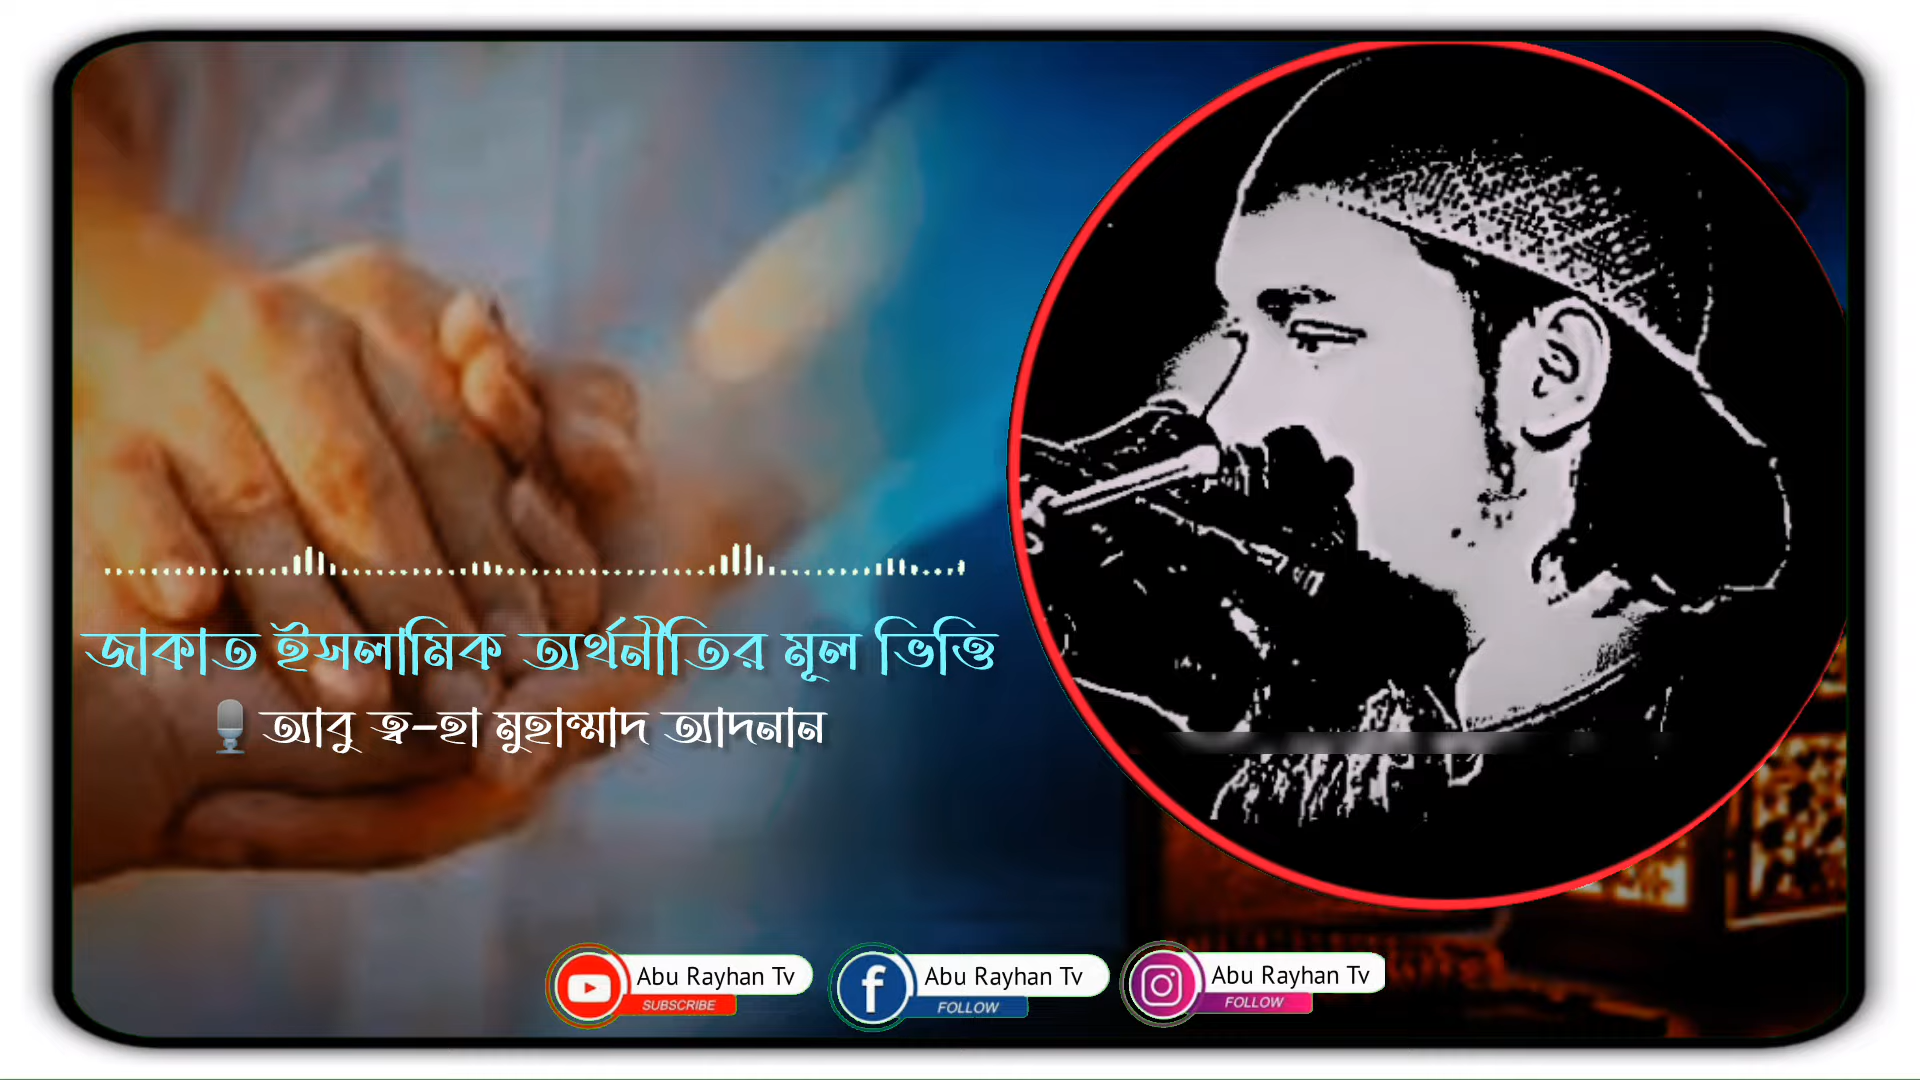 জাকাত ইসলামিক অর্থনীতির মূল ভিত্তি
আবু ত্ব-হা মুহাম্মাদ আদনান
Abu Rayhan Tv
SUBSCRIBE
Abu Rayhan Tv
FOLLOW
Abu Rayhan Tv
FOLLOW